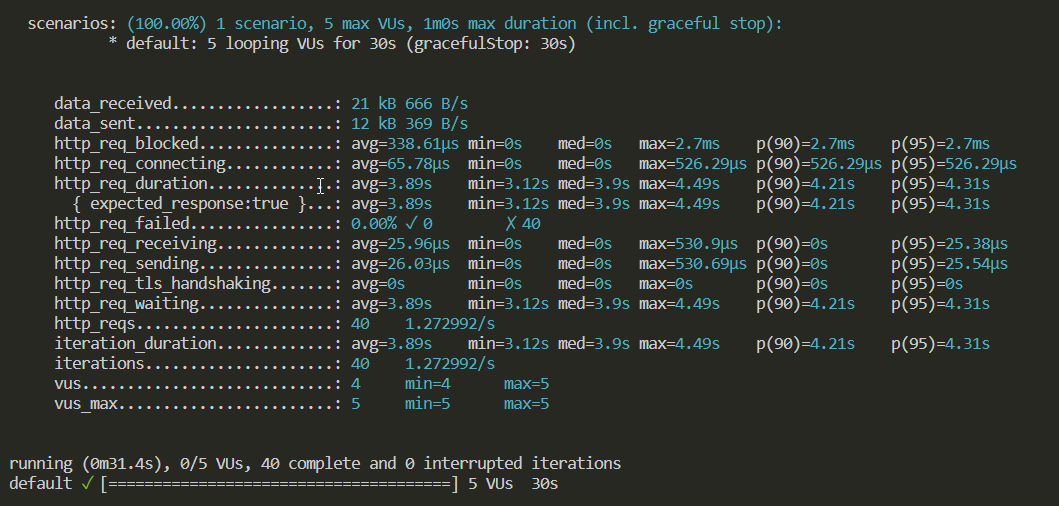 scenarios: (100.00%) 1 scenario, 5 max VUs, 1m0s max duration (incl. graceful stop):
* default: 5 looping VUs for 30s (gracefulStop: 30s)
data_received..................: 21 kB 666 B/s
data_sent......................: 12 kB 369 B/s
http_req_blocked...............: avg=338.61µs min=0s med=0s max=2.7ms p(90)=2.7ms p(95)=2.7ms
http_req_connecting............: avg=65.78µs min=0s med=0s max=526.29µs p(90)=526.29µs p(95)=526.29µs
http_req_duration..............: avg=3.89s min=3.12s med=3.9s max=4.49s p(90)=4.21s p(95)=4.31s
{ expected_response:true }...: avg=3.89s min=3.12s med=3.9s max=4.49s p(90)=4.21s p(95)=4.31s
http_req_failed................: 0.00% ✓ 0 ✗ 40
http_req_receiving.............: avg=25.96µs min=0s med=0s max=530.9µs p(90)=0s p(95)=25.38µs
http_req_sending...............: avg=26.03µs min=0s med=0s max=530.69µs p(90)=0s p(95)=25.54µs
http_req_tls_handshaking.......: avg=0s min=0s med=0s max=0s p(90)=0s p(95)=0s
http_req_waiting...............: avg=3.89s min=3.12s med=3.9s max=4.49s p(90)=4.21s p(95)=4.31s
http_reqs......................: 40 1.272992/s
iteration_duration.............: avg=3.89s min=3.12s med=3.9s max=4.49s p(90)=4.21s p(95)=4.31s
iterations.....................: 40 1.272992/s
vus............................: 4 min=4 max=5
vus_max........................: 5 min=5 max=5
running (0m31.4s), 0/5 VUs, 40 complete and 0 interrupted iterations
default ✓ [======================================] 5 VUs 30s